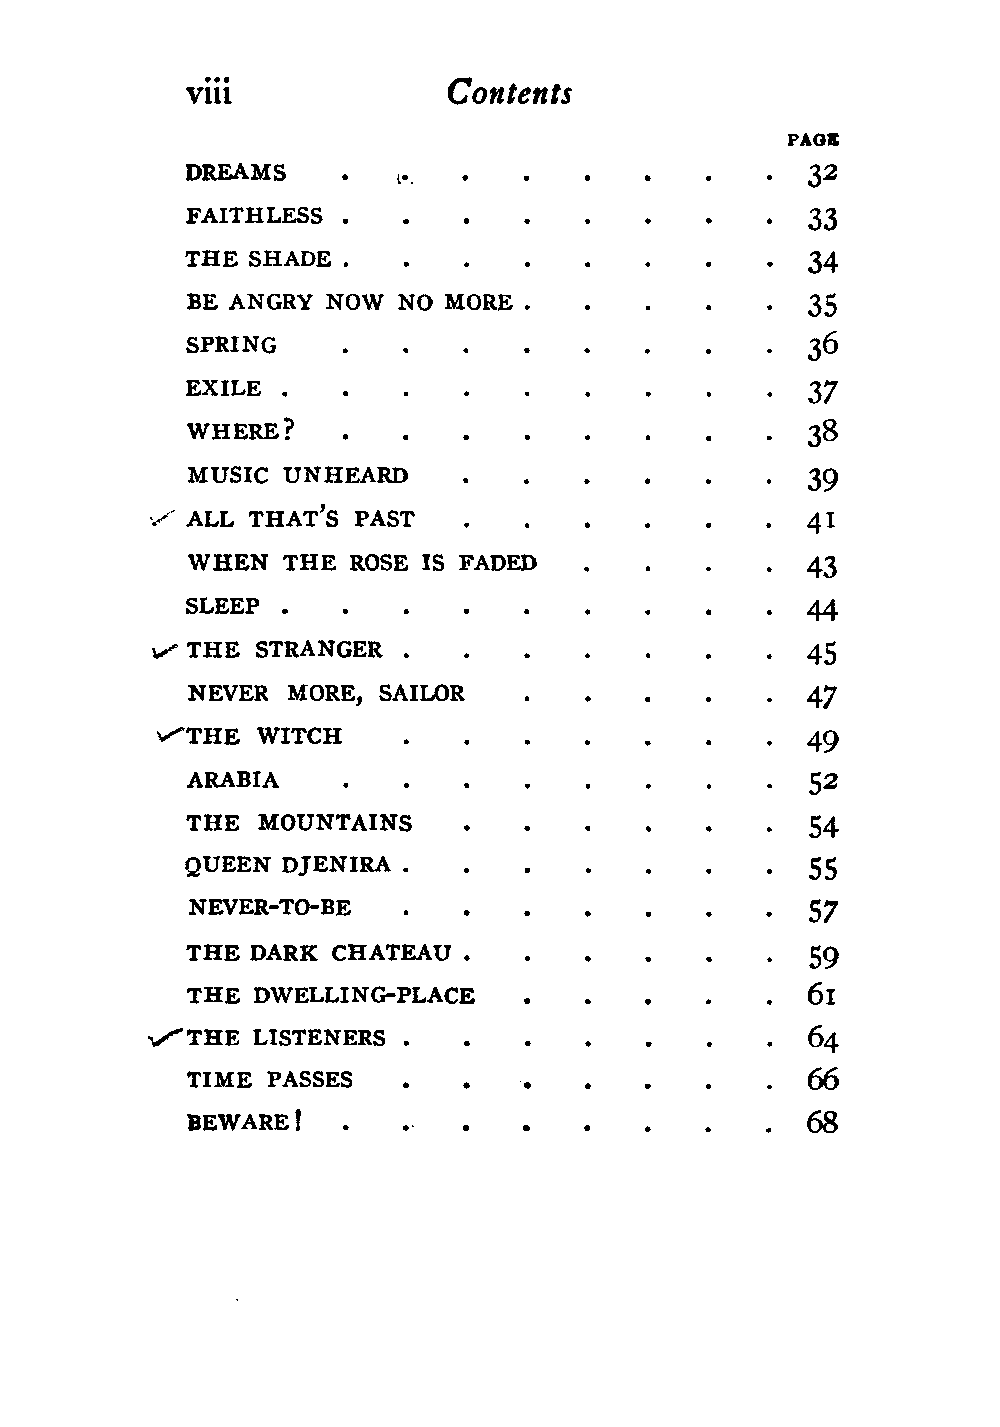 viii Contents
PAGE
DREAMS . . . . . . . . 32
FAITHLESS . . . . . . . . 33
THE SHADE . . . . . . . . 34
BE ANGRY NOW NO MORE . . . . . 35
SPRING . . . . . . . . 36
EXILE . . . . . . . . . 37
WHERE? . . . . . . . . 38
MUSIC UNHEARD . . . . . . 39
✓ ALL THAT'S PAST . . . . . . 41
WHEN THE ROSE IS FADED . . . . 43
SLEEP . . . . . . . . . 44
✓ THE STRANGER . . . . . . . 45
NEVER MORE, SAILOR . . . . . 47
✓ THE WITCH . . . . . . . 49
ARABIA . . . . . . . . 52
THE MOUNTAINS . . . . . . 54
QUEEN DJENIRA . . . . . . . 55
NEVER-TO-BE . . . . . . . 57
THE DARK CHATEAU . . . . . . 59
THE DWELLING-PLACE . . . . . 61
✓ THE LISTENERS . . . . . . . 64
TIME PASSES . . . . . . . 66
BEWARE! . . . . . . . . 68